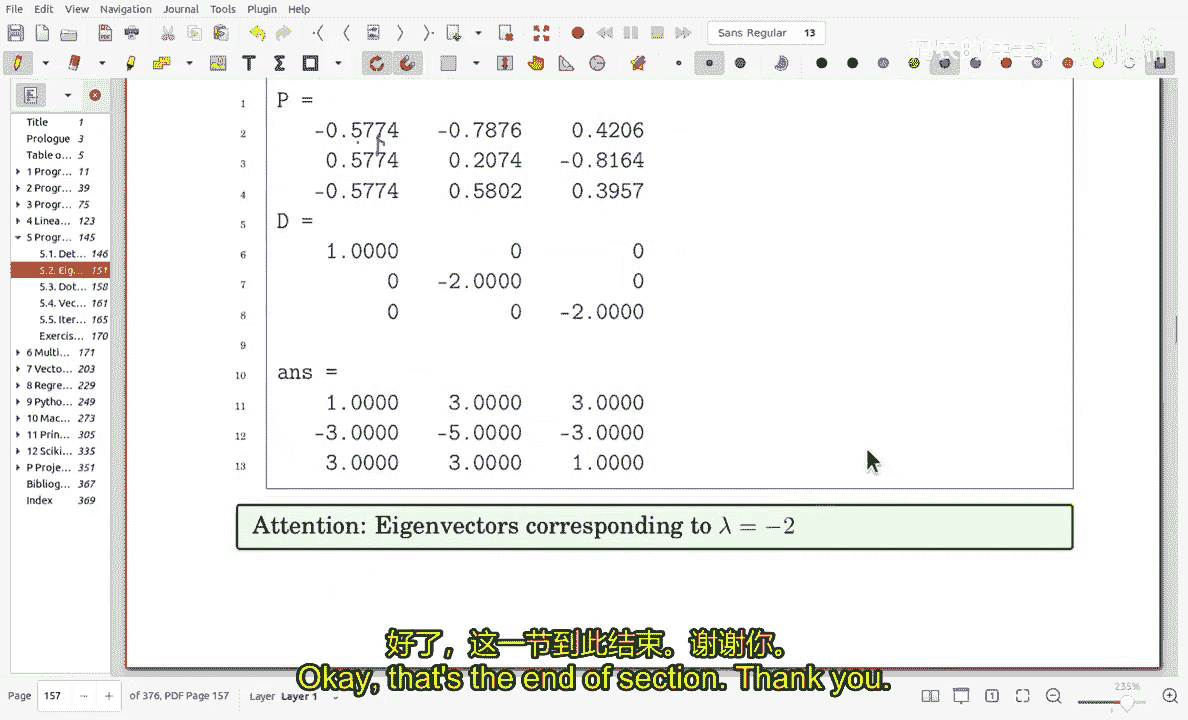 File Edit View Navigation Journal Tools Plugin Help
Sans Regular 13
Title 1
Prologue 3
Table o... 5
1 Progr... 11
2 Progr... 39
3 Progr... 75
4 Linea... 123
5 Progr... 145
5.1. Det... 146
5.2. Eig... 151
5.3. Dot... 158
5.4. Vec... 161
5.5. Iter... 165
Exercis... 170
6 Multi... 171
7 Vecto... 203
8 Regre... 229
9 Pytho... 249
10 Mac... 273
11 Prin... 305
12 Sciki... 335
P Proje... 351
Bibliog... 367
Index 369
1 P =
2 -0.5774 -0.7876 0.4206
3 0.5774 0.2074 -0.8164
4 -0.5774 0.5802 0.3957
5 D =
6 1.0000 0 0
7 0 -2.0000 0
8 0 0 -2.0000
9
10 ans =
11 1.0000 3.0000 3.0000
12 -3.0000 -5.0000 -3.0000
13 3.0000 3.0000 1.0000
Attention: Eigenvectors corresponding to λ = −2
好了，这一节到此结束。谢谢你。
Okay, that's the end of section. Thank you.
Page 157 − + of 376, PDF Page 157 Layer Layer 1 235%